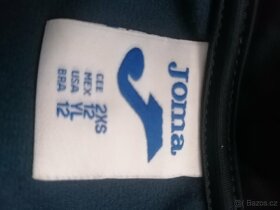 Joma
CEE 2XS
MEX 12
USA YL
BRA 12
Bazos.cz